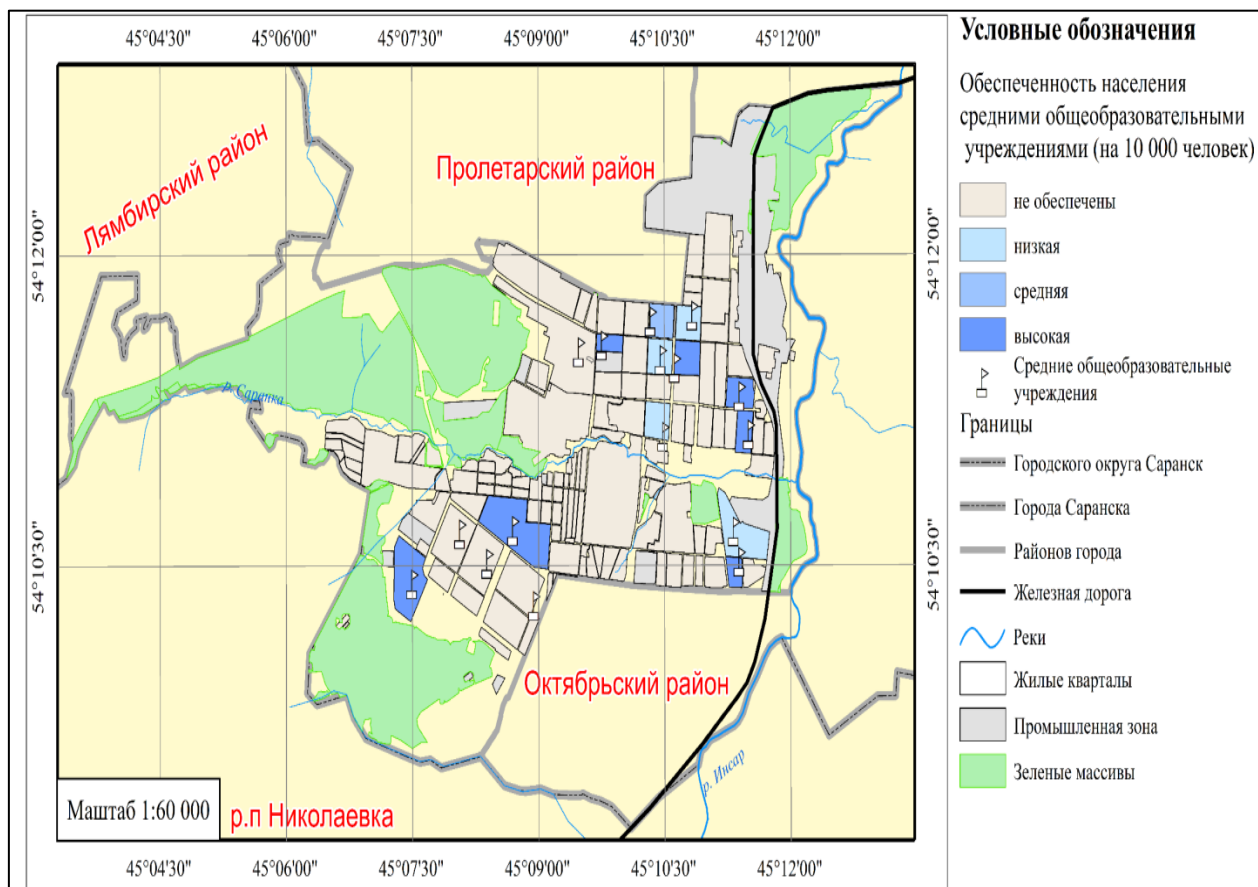 45°04'30" 45°06'00" 45°07'30" 45°09'00" 45°10'30" 45°12'00"
Лямбирский район
Пролетарский район
54°12'00"
54°12'00"
р. Саранка
54°10'30"
54°10'30"
Октябрьский район
р. Инсар
Маштаб 1:60 000
р.п Николаевка
45°04'30" 45°06'00" 45°07'30" 45°09'00" 45°10'30" 45°12'00"
Условные обозначения
Обеспеченность населения
средними общеобразовательными
учреждениями (на 10 000 человек)
не обеспечены
низкая
средняя
высокая
Средние общеобразовательные
учреждения
Границы
Городского округа Саранск
Города Саранска
Районов города
Железная дорога
Реки
Жилые кварталы
Промышленная зона
Зеленые массивы